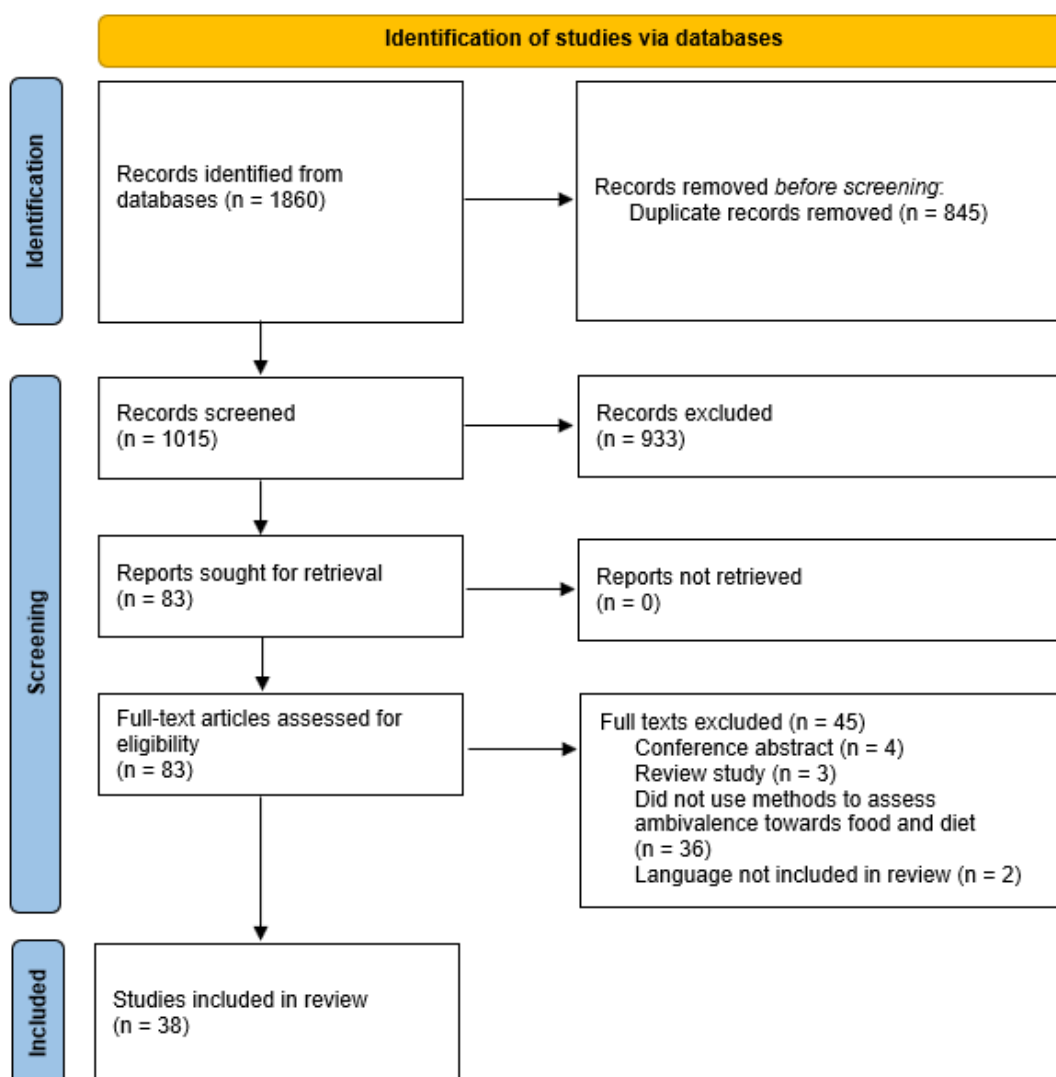 Identification of studies via databases
Identification
Records identified from
databases (n = 1860)
Records removed before screening:
Duplicate records removed (n = 845)
Screening
Records screened
(n = 1015)
Records excluded
(n = 933)
Reports sought for retrieval
(n = 83)
Reports not retrieved
(n = 0)
Full-text articles assessed for
eligibility
(n = 83)
Full texts excluded (n = 45)
Conference abstract (n = 4)
Review study (n = 3)
Did not use methods to assess
ambivalence towards food and diet
(n = 36)
Language not included in review (n = 2)
Included
Studies included in review
(n = 38)